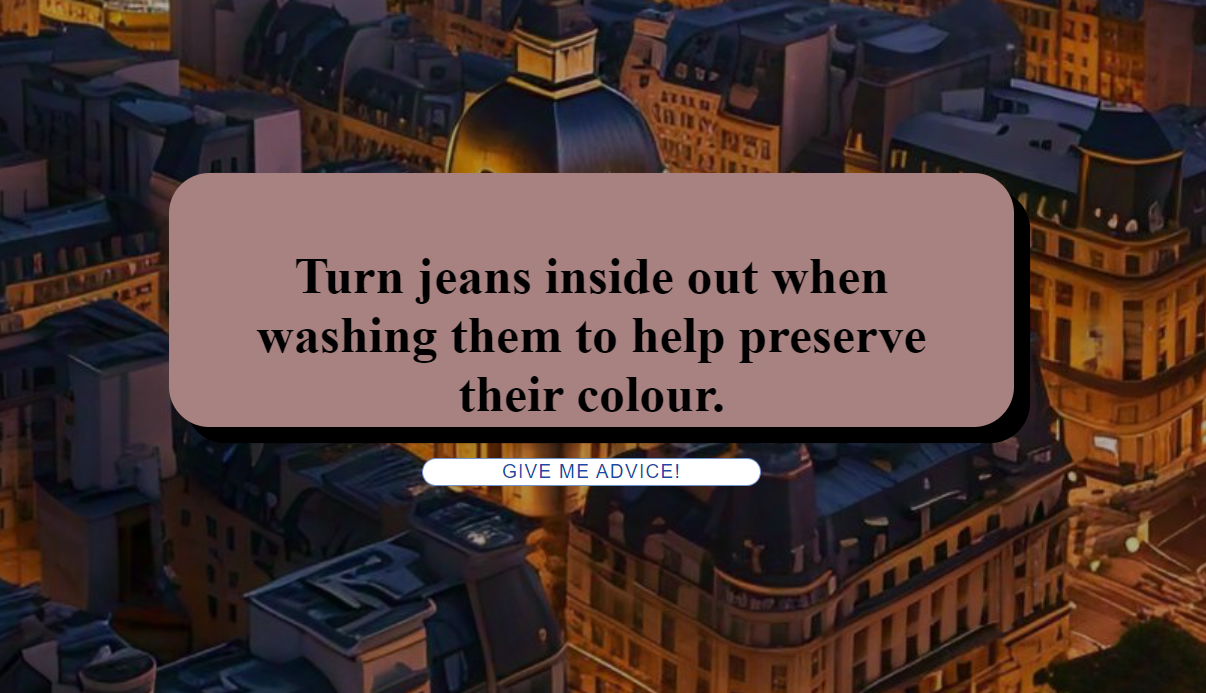 Turn jeans inside out when
washing them to help preserve
their colour.
GIVE ME ADVICE!